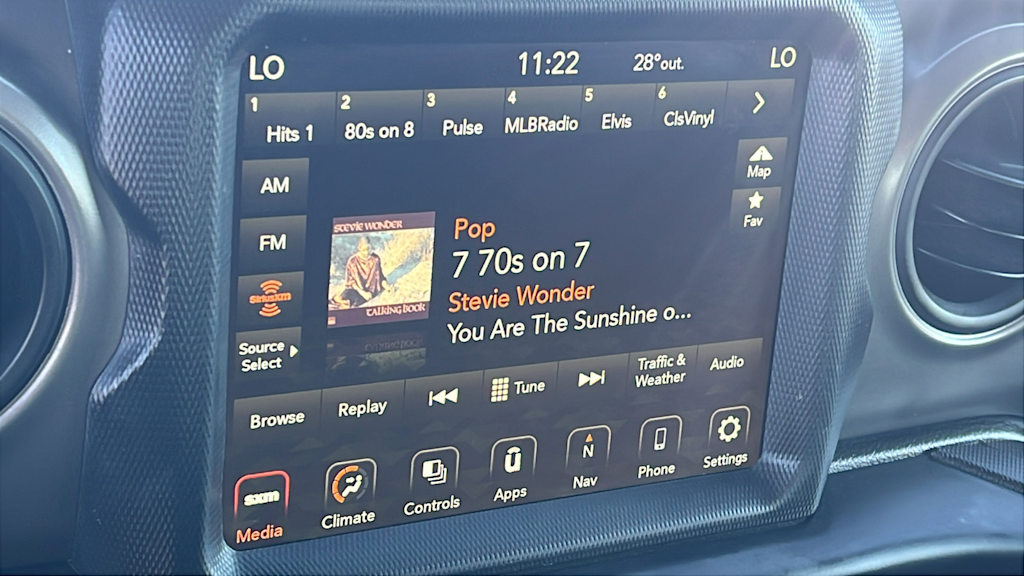 LO 11:22 28°out. LO
1 2 3 4 5 6
Hits 1 80s on 8 Pulse MLBRadio Elvis ClsVinyl
AM
Map
FM
Fav
STEVIE WONDER
TALKING BOOK
Pop
7 70s on 7
Stevie Wonder
You Are The Sunshine o...
SiriusXM
Source
Select
Browse Replay Tune Traffic & Weather Audio
sxm N
Media Climate Controls Apps Nav Phone Settings